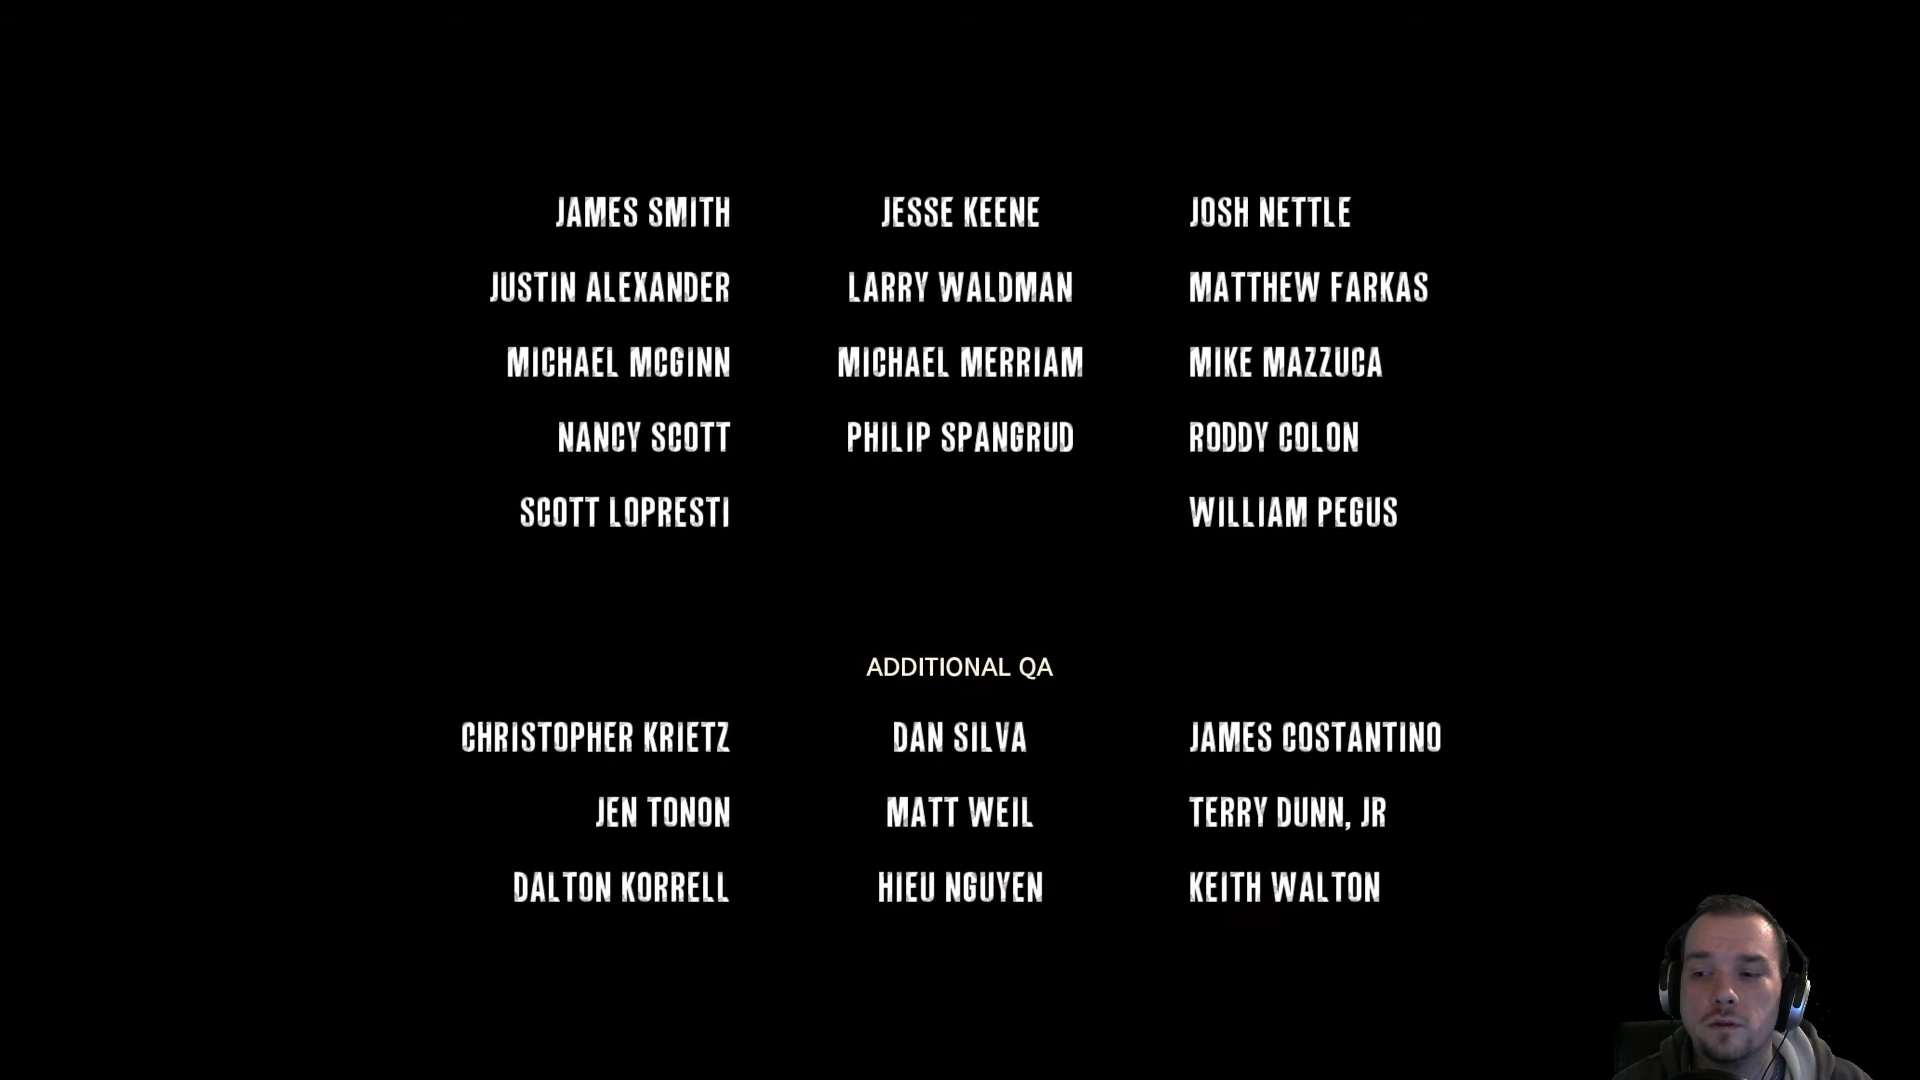 JAMES SMITH JESSE KEENE JOSH NETTLE
JUSTIN ALEXANDER LARRY WALDMAN MATTHEW FARKAS
MICHAEL MCGINN MICHAEL MERRIAM MIKE MAZZUCA
NANCY SCOTT PHILIP SPANGRUD RODDY COLON
SCOTT LOPRESTI WILLIAM PEGUS
ADDITIONAL QA
CHRISTOPHER KRIETZ DAN SILVA JAMES COSTANTINO
JEN TONON MATT WEIL TERRY DUNN, JR
DALTON KORRELL HIEU NGUYEN KEITH WALTON